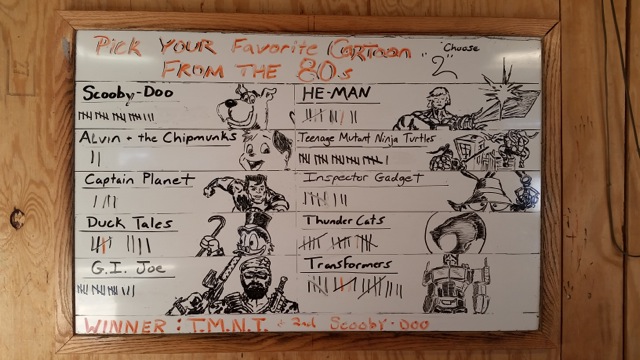 Pick YOUR Favorite Cartoon "Choose
FROM THE 80s 2"
Scooby-Doo
HE-MAN
Alvin + the Chipmunks
Teenage Mutant Ninja Turtles
Captain Planet
Inspector Gadget
Duck Tales
Thunder Cats
G.I. Joe
Transformers
WINNER: T.M.N.T. + 2nd Scooby-Doo